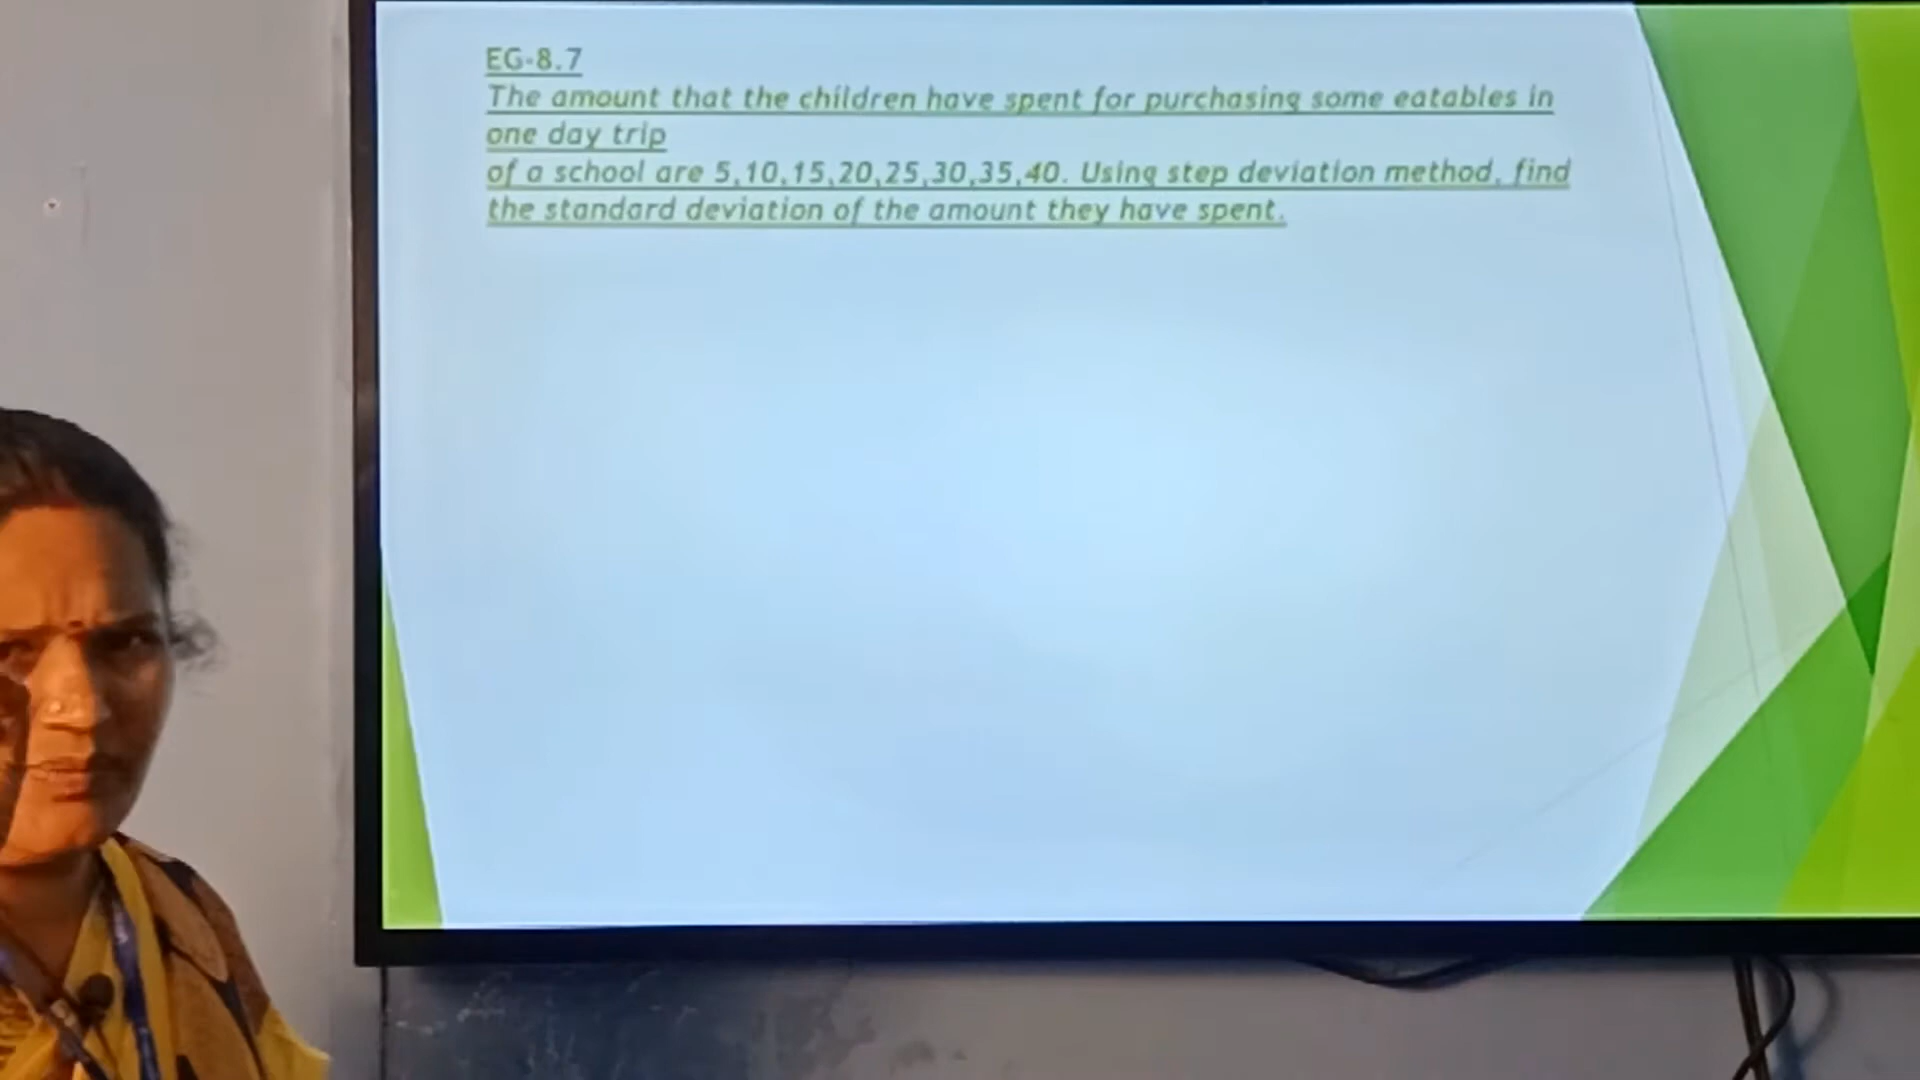 EG-8.7
The amount that the children have spent for purchasing some eatables in
one day trip
of a school are 5,10,15,20,25,30,35,40. Using step deviation method, find
the standard deviation of the amount they have spent.